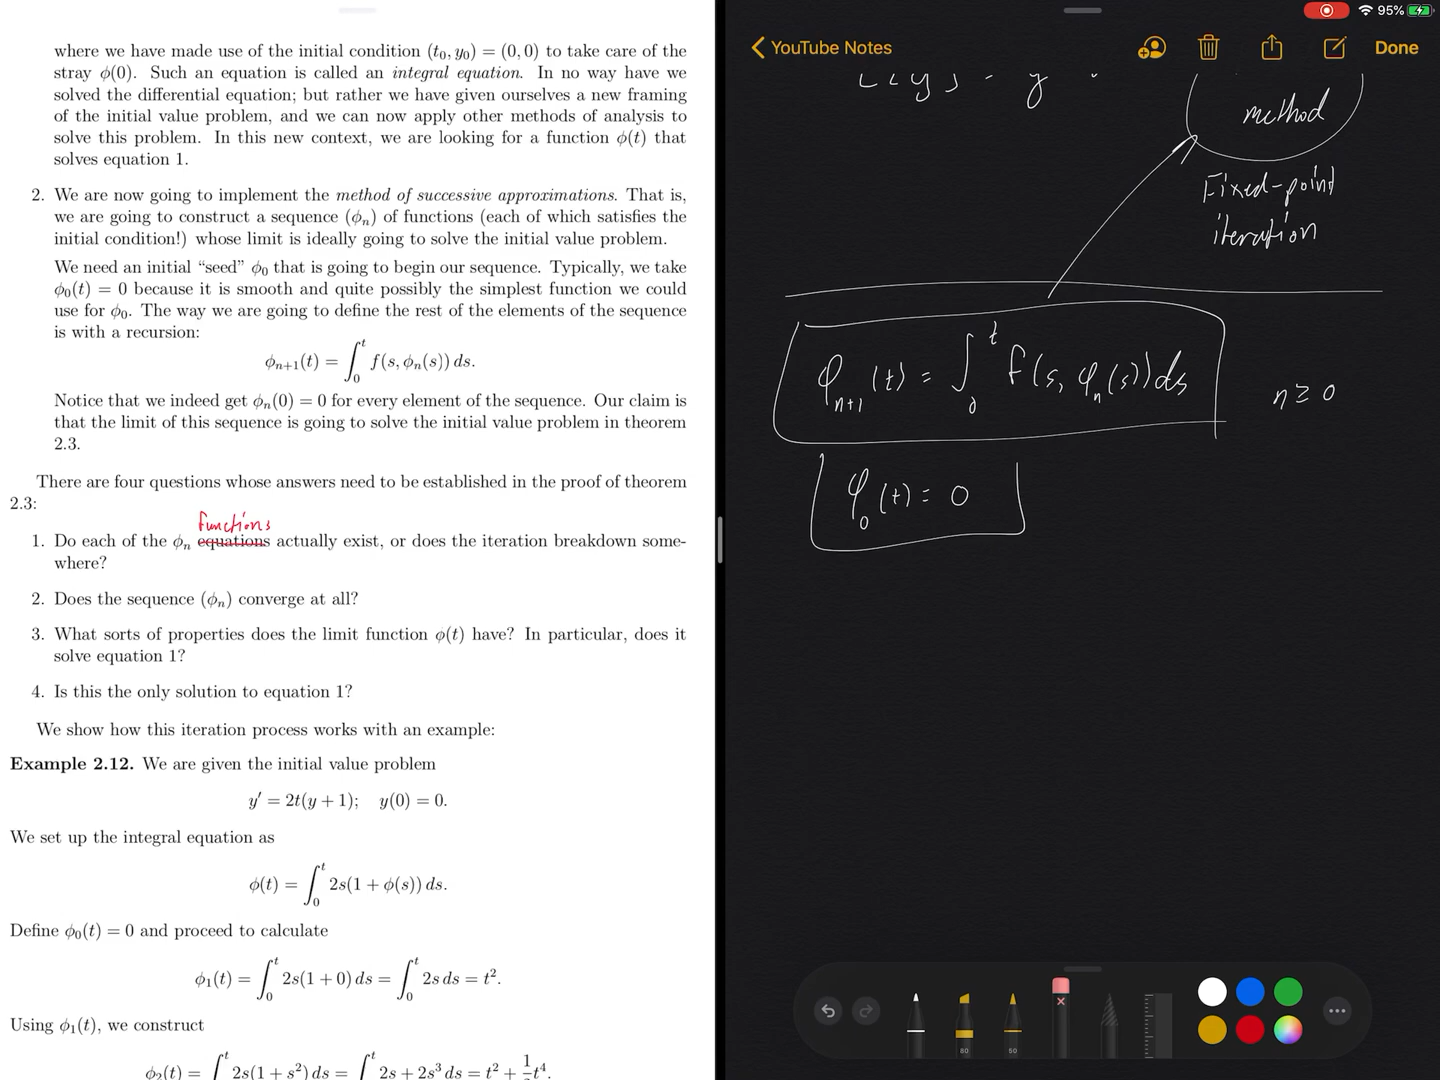 where we have made use of the initial condition (t₀, y₀) = (0, 0) to take care of the
stray ϕ(0). Such an equation is called an integral equation. In no way have we
solved the differential equation; but rather we have given ourselves a new framing
of the initial value problem, and we can now apply other methods of analysis to
solve this problem. In this new context, we are looking for a function ϕ(t) that
solves equation 1.
2. We are now going to implement the method of successive approximations. That is,
we are going to construct a sequence (ϕₙ) of functions (each of which satisfies the
initial condition!) whose limit is ideally going to solve the initial value problem.
We need an initial “seed” ϕ₀ that is going to begin our sequence. Typically, we take
ϕ₀(t) = 0 because it is smooth and quite possibly the simplest function we could
use for ϕ₀. The way we are going to define the rest of the elements of the sequence
is with a recursion:
ϕₙ₊₁(t) = ∫₀ᵗ f(s, ϕₙ(s)) ds.
Notice that we indeed get ϕₙ(0) = 0 for every element of the sequence. Our claim is
that the limit of this sequence is going to solve the initial value problem in theorem
2.3.
There are four questions whose answers need to be established in the proof of theorem
2.3:
functions
1. Do each of the ϕₙ equations actually exist, or does the iteration breakdown some-
where?
2. Does the sequence (ϕₙ) converge at all?
3. What sorts of properties does the limit function ϕ(t) have? In particular, does it
solve equation 1?
4. Is this the only solution to equation 1?
We show how this iteration process works with an example:
Example 2.12. We are given the initial value problem
y′ = 2t(y + 1); y(0) = 0.
We set up the integral equation as
ϕ(t) = ∫₀ᵗ 2s(1 + ϕ(s)) ds.
Define ϕ₀(t) = 0 and proceed to calculate
ϕ₁(t) = ∫₀ᵗ 2s(1 + 0) ds = ∫₀ᵗ 2s ds = t².
Using ϕ₁(t), we construct
ϕ₂(t) = ∫₀ᵗ 2s(1 + s²) ds = ∫₀ᵗ 2s + 2s³ ds = t² + ½t⁴.
95%
YouTube Notes
Done
method
Fixed-point
iteration
φₙ₊₁(t) = ∫₀ᵗ f(s, φₙ(s)) ds
n ≥ 0
φ₀(t) = 0
80
50